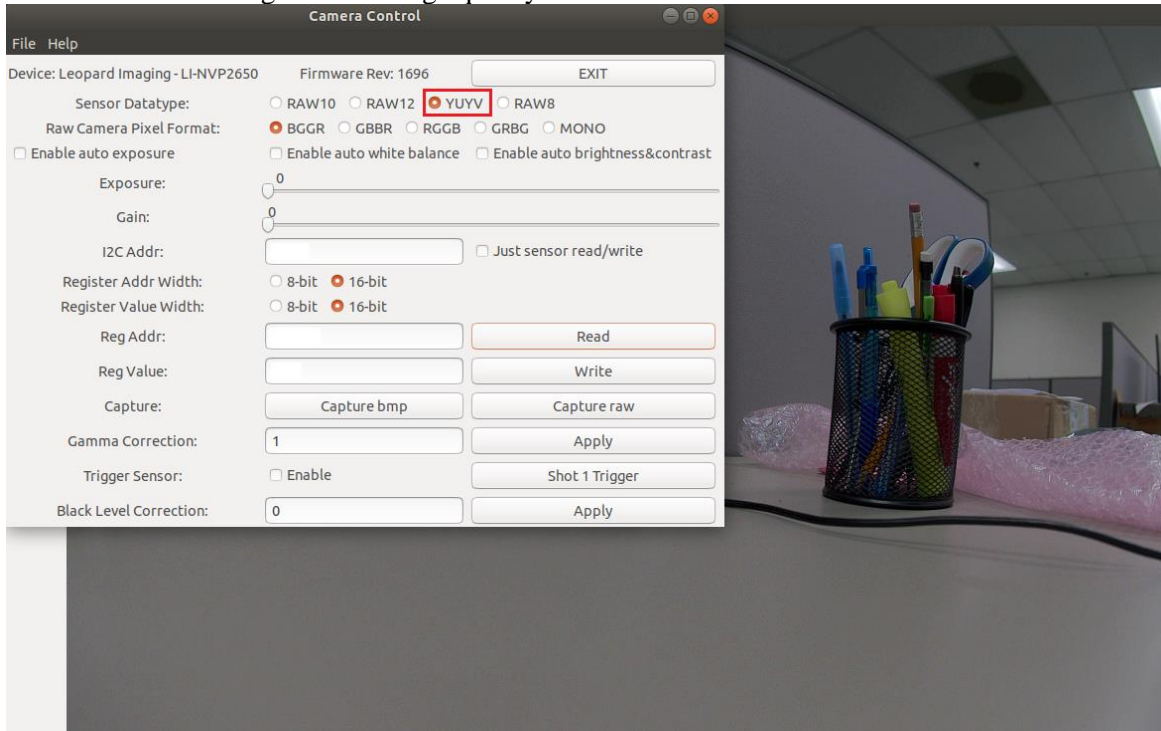 Camera Control
File Help
Device: Leopard Imaging - LI-NVP2650 Firmware Rev: 1696 EXIT
Sensor Datatype: RAW10 RAW12 YUYV RAW8
Raw Camera Pixel Format: BGGR GBBR RGGB GRBG MONO
Enable auto exposure Enable auto white balance Enable auto brightness&contrast
Exposure: 0
Gain: 0
I2C Addr: Just sensor read/write
Register Addr Width: 8-bit 16-bit
Register Value Width: 8-bit 16-bit
Reg Addr: Read
Reg Value: Write
Capture: Capture bmp Capture raw
Gamma Correction: 1 Apply
Trigger Sensor: Enable Shot 1 Trigger
Black Level Correction: 0 Apply